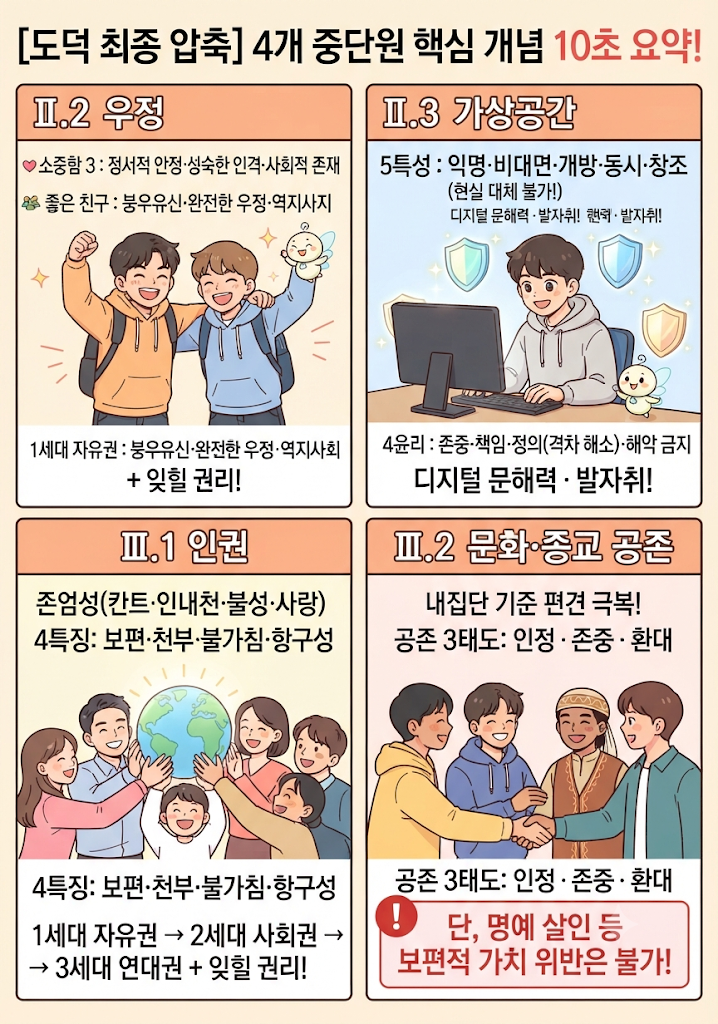 [도덕 최종 압축] 4개 중단원 핵심 개념 10초 요약!
Ⅱ.2 우정
소중함 3 : 정서적 안정·성숙한 인격·사회적 존재
좋은 친구 : 붕우유신·완전한 우정·역지사지
1세대 자유권 : 붕우유신·완전한 우정·역지사회
+ 잊힐 권리!
Ⅱ.3 가상공간
5특성 : 익명·비대면·개방·동시·창조
(현실 대체 불가!)
디지털 문해력 · 발자취! · 발자취!
4윤리 : 존중·책임·정의(격차 해소)·해악 금지
디지털 문해력 · 발자취!
Ⅲ.1 인권
존엄성(칸트·인내천·불성·사랑)
4특징: 보편·천부·불가침·항구성
4특징: 보편·천부·불가침·항구성
1세대 자유권 → 2세대 사회권 →
→ 3세대 연대권 + 잊힐 권리!
Ⅲ.2 문화·종교 공존
내집단 기준 편견 극복!
공존 3태도: 인정 · 존중 · 환대
공존 3태도: 인정 · 존중 · 환대
!
단, 명예 살인 등
보편적 가치 위반은 불가!